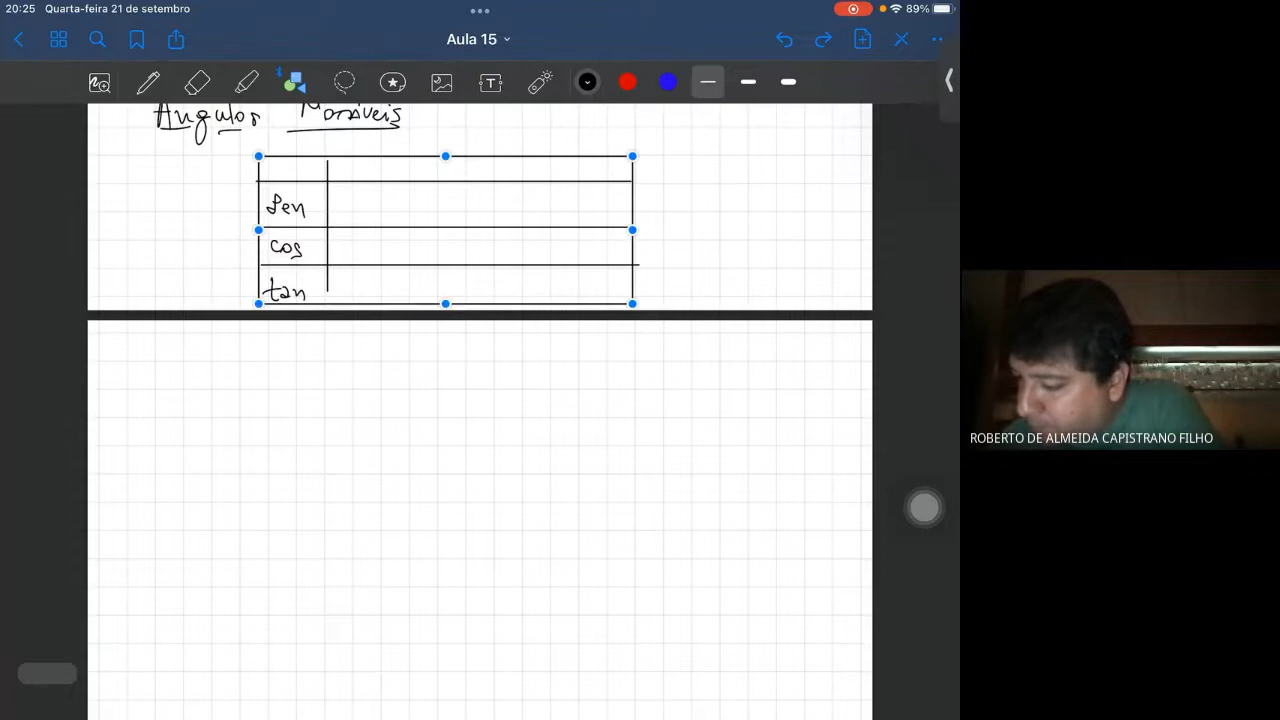 20:25 Quarta-feira 21 de setembro
89%
Aula 15
T
Ângulos Notáveis
Sen
cos
tan
ROBERTO DE ALMEIDA CAPISTRANO FILHO